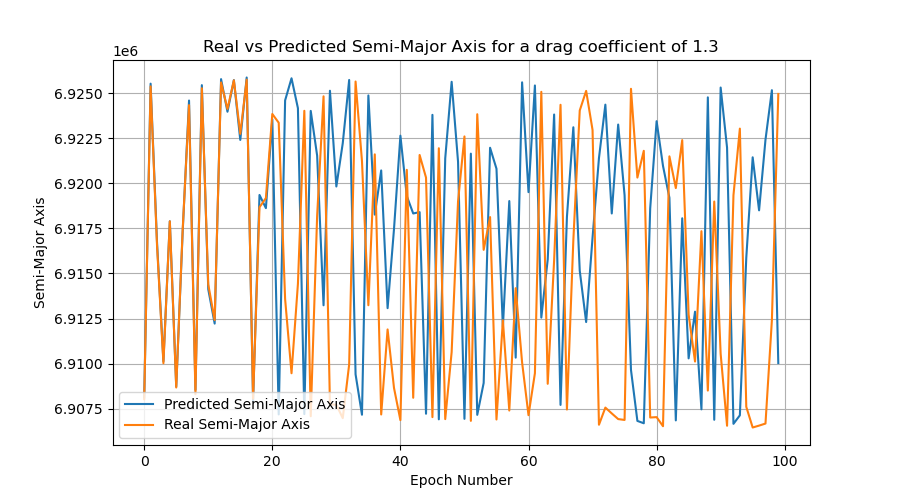 Real vs Predicted Semi-Major Axis for a drag coefficient of 1.3
1e6
6.9250
6.9225
6.9200
6.9175
6.9150
6.9125
6.9100
6.9075
Semi-Major Axis
Predicted Semi-Major Axis
Real Semi-Major Axis
0 20 40 60 80 100
Epoch Number